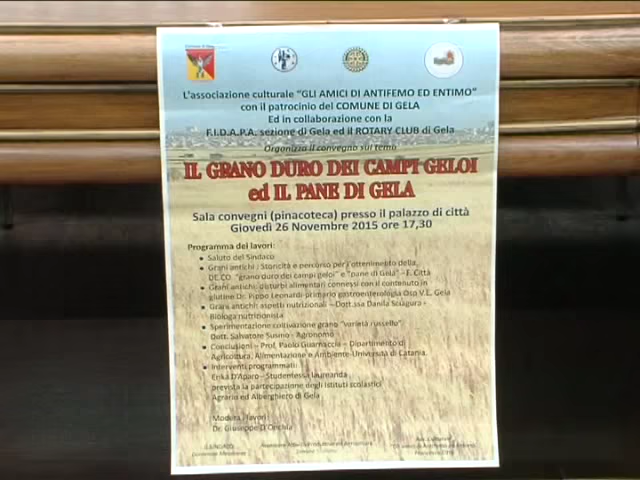 L'associazione culturale "GLI AMICI DI ANTIFEMO ED ENTIMO"
con il patrocinio del COMUNE DI GELA
Ed in collaborazione con la
F.I.D.A.P.A. sezione di Gela ed il ROTARY CLUB di Gela
Organizza il convegno sul tema
IL GRANO DURO DEI CAMPI GELOI
ed IL PANE DI GELA
Sala convegni (pinacoteca) presso il palazzo di città
Giovedì 26 Novembre 2015 ore 17,30
Programma dei lavori:
Saluto del Sindaco
Grani antichi: Storicità e percorso per l'ottenimento della
DE.CO. "grano duro dei campi geloi" e "pane di Gela" - F. Città
Grani antichi: disturbi alimentari connessi con il contenuto in
glutine Dr. Pippo Leonardi-primario gastroenterologia Osp V.E. Gela
Grani antichi: aspetti nutrizionali - Dott.ssa Danila
Biologa nutrizionista
Sperimentazione coltivazione grano "varietà russello"
Dott. Salvatore - Agronomo
Conclusioni - Prof. Paolo Guarnaccia - Dipartimento di
Agricoltura, Alimentazione e Ambiente-Università di Catania.
Interventi programmati:
Erika D'Aparo - Studentessa laureanda
prevista la partecipazione degli Istituti scolastici
Agrario ed Alberghiero di Gela
Modera i lavori
Dr. Giuseppe D'Onchia
IL SINDACO
Domenico Messinese
Ass. Culturale